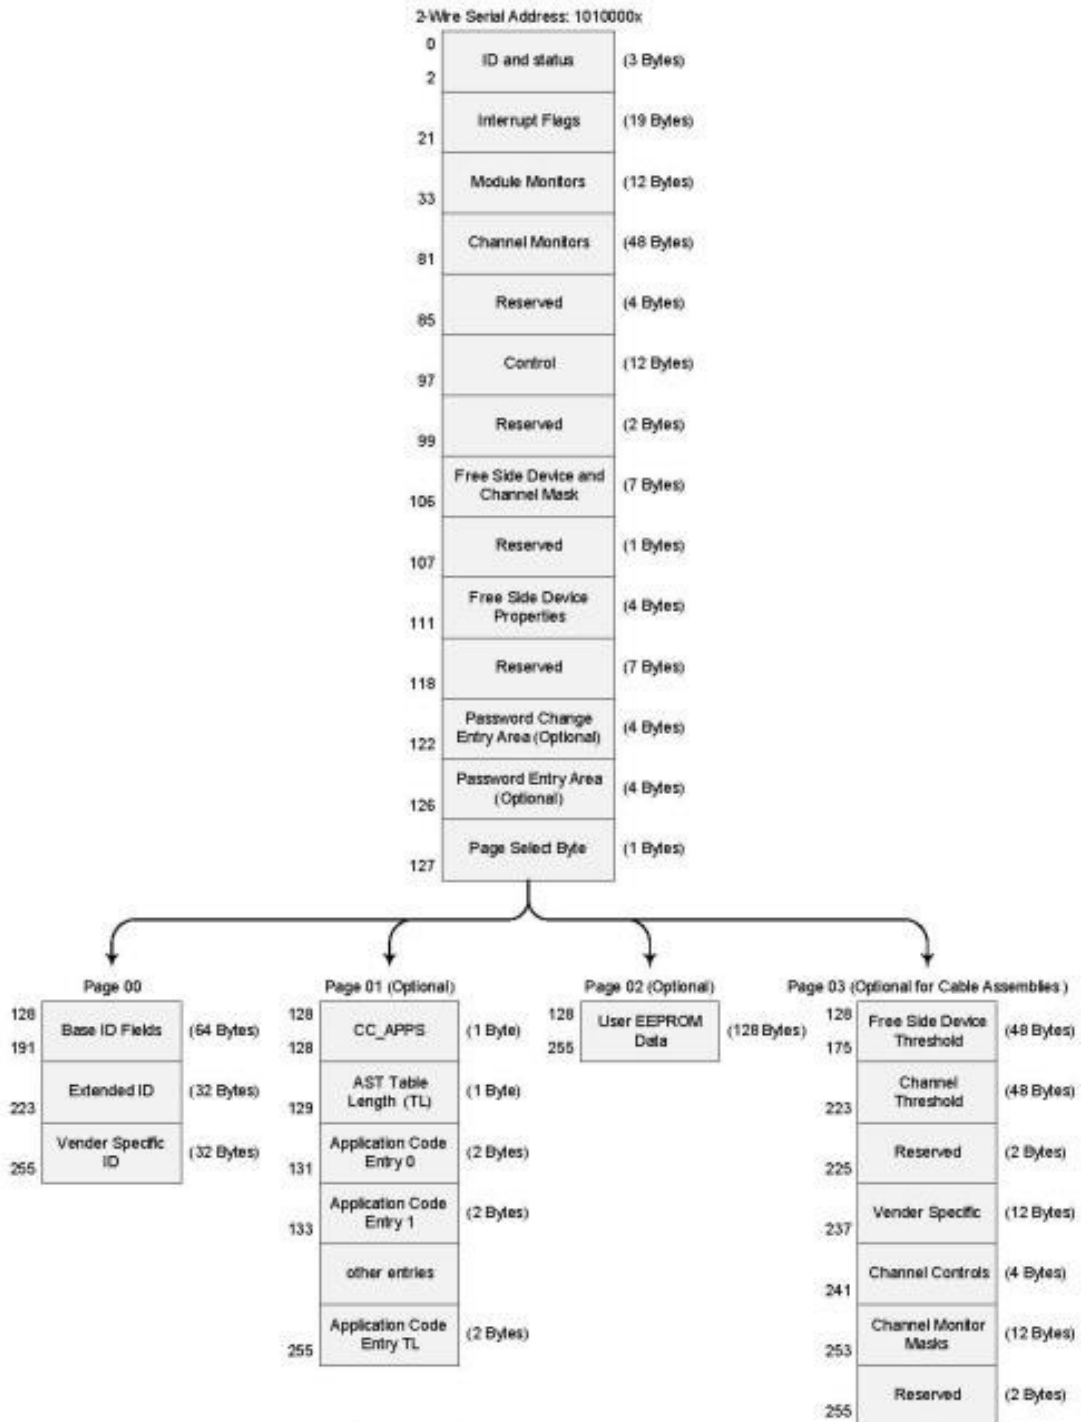 2-Wire Serial Address: 1010000x
0
ID and status (3 Bytes)
2
Interrupt Flags (19 Bytes)
21
Module Monitors (12 Bytes)
33
Channel Monitors (48 Bytes)
81
Reserved (4 Bytes)
85
Control (12 Bytes)
97
Reserved (2 Bytes)
99
Free Side Device and
Channel Mask (7 Bytes)
106
Reserved (1 Bytes)
107
Free Side Device
Properties (4 Bytes)
111
Reserved (7 Bytes)
118
Password Change
Entry Area (Optional) (4 Bytes)
122
Password Entry Area
(Optional) (4 Bytes)
126
Page Select Byte (1 Bytes)
127
Page 00
128
Base ID Fields (64 Bytes)
191
Extended ID (32 Bytes)
223
Vender Specific
ID (32 Bytes)
255
Page 01 (Optional)
128
CC_APPS (1 Byte)
128
AST Table
Length (TL) (1 Byte)
129
Application Code
Entry 0 (2 Bytes)
131
Application Code
Entry 1 (2 Bytes)
133
other entries
Application Code
Entry TL (2 Bytes)
255
Page 02 (Optional)
128
User EEPROM
Data (128 Bytes)
255
Page 03 (Optional for Cable Assemblies )
128
Free Side Device
Threshold (48 Bytes)
175
Channel
Threshold (48 Bytes)
223
Reserved (2 Bytes)
225
Vender Specific (12 Bytes)
237
Channel Controls (4 Bytes)
241
Channel Monitor
Masks (12 Bytes)
253
Reserved (2 Bytes)
255